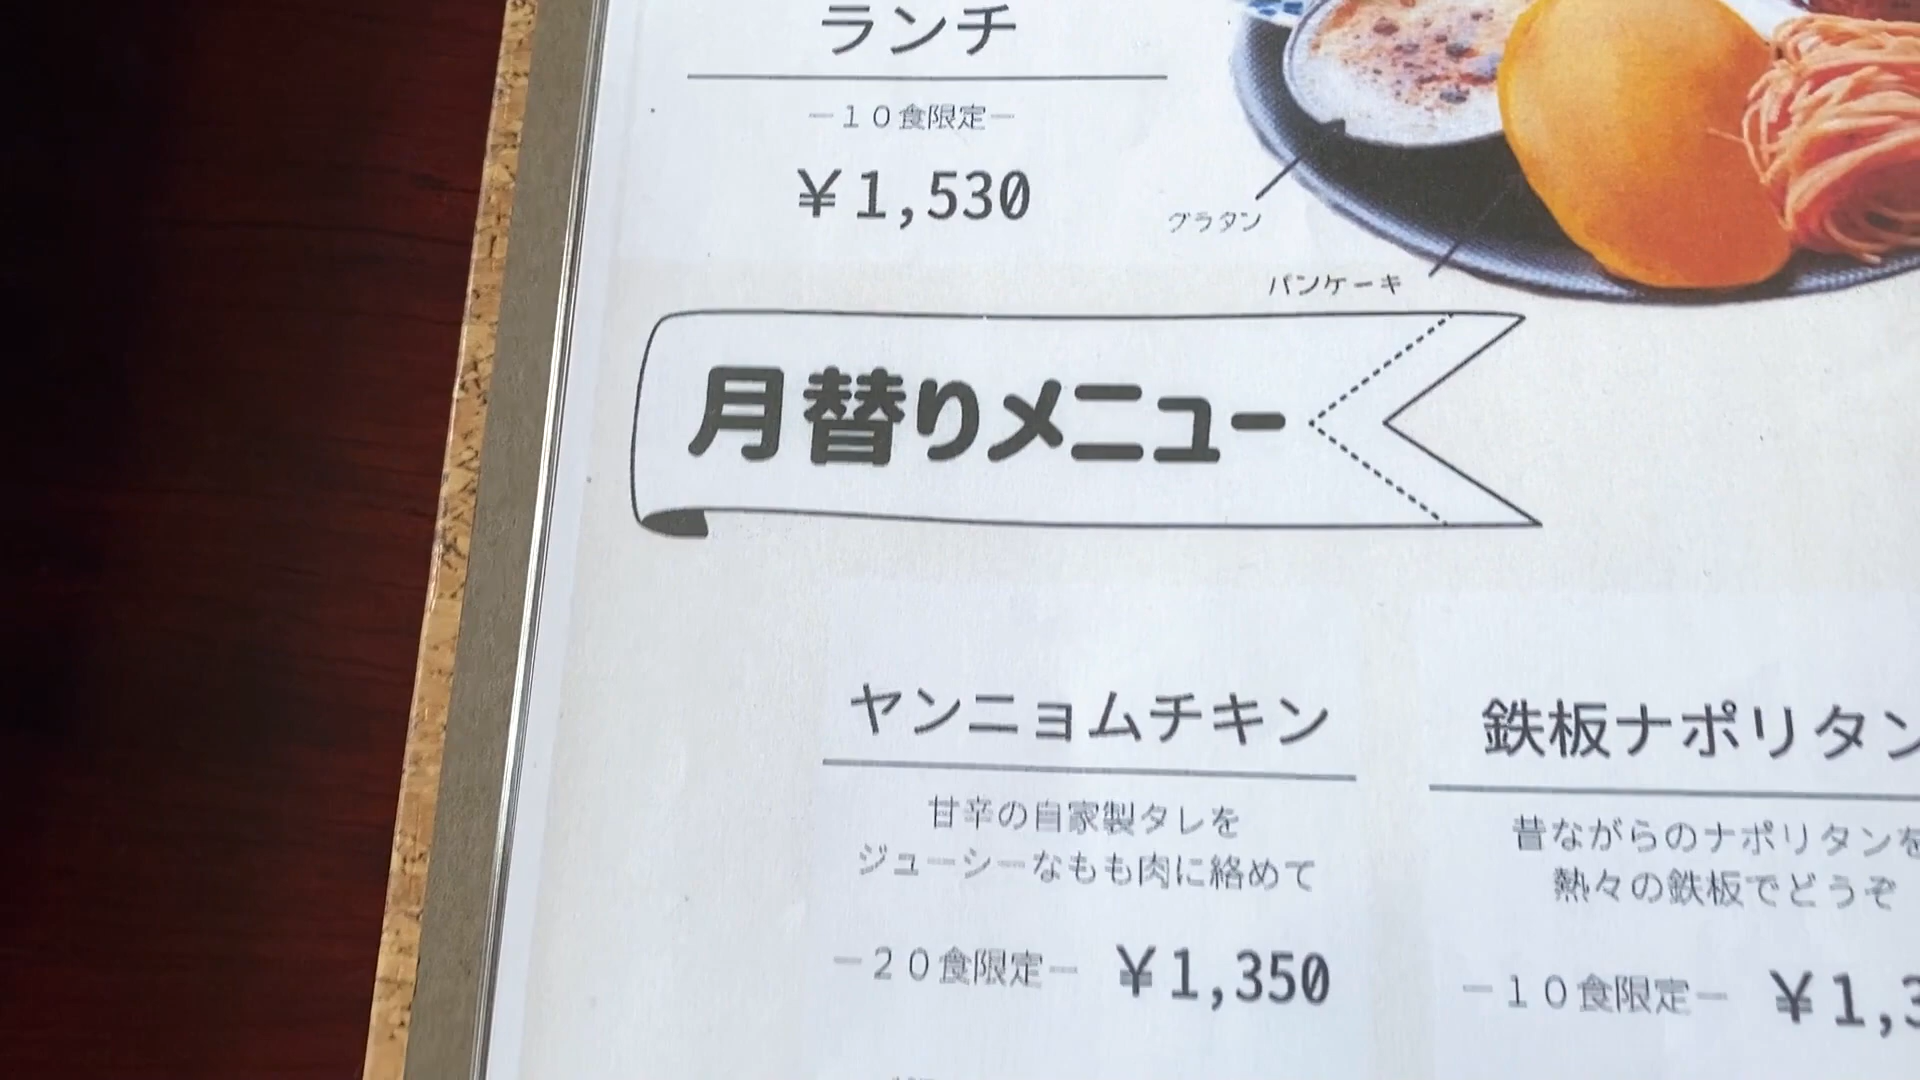 ランチ
－１０食限定－
￥1,530
グラタン
パンケーキ
月替りメニュー
ヤンニョムチキン
甘辛の自家製タレを
ジューシーなもも肉に絡めて
－２０食限定－ ￥1,350
鉄板ナポリタン
昔ながらのナポリタンを
熱々の鉄板でどうぞ
－１０食限定－ ￥1,3